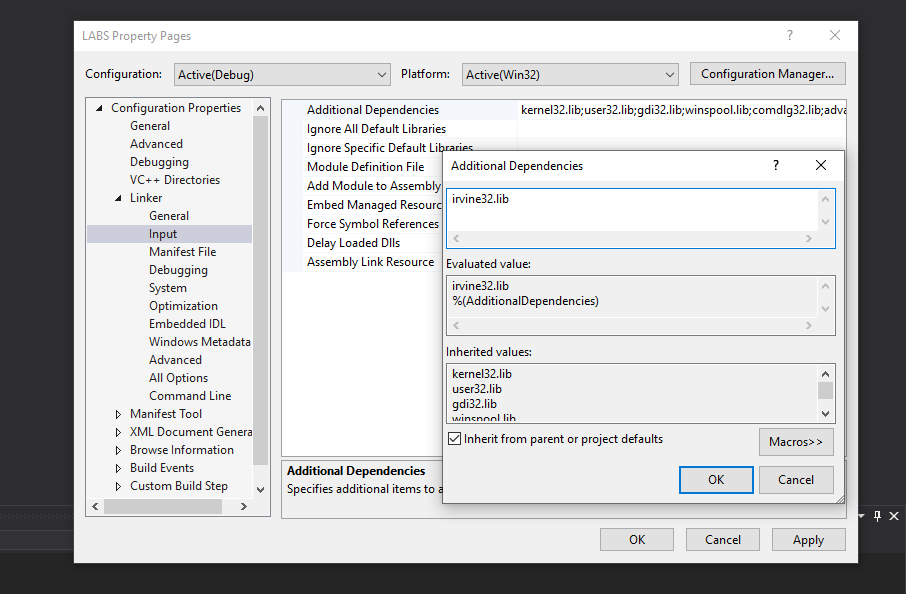 LABS Property Pages
?
Configuration: Active(Debug) Platform: Active(Win32) Configuration Manager...
Configuration Properties
General
Advanced
Debugging
VC++ Directories
Linker
General
Input
Manifest File
Debugging
System
Optimization
Embedded IDL
Windows Metadata
Advanced
All Options
Command Line
Manifest Tool
XML Document Genera
Browse Information
Build Events
Custom Build Step
Additional Dependencies kernel32.lib;user32.lib;gdi32.lib;winspool.lib;comdlg32.lib;adva
Ignore All Default Libraries
Ignore Specific Default Libraries
Module Definition File
Add Module to Assembly
Embed Managed Resourc
Force Symbol References
Delay Loaded Dlls
Assembly Link Resource
Additional Dependencies
Specifies additional items to a
Additional Dependencies ?
irvine32.lib
Evaluated value:
irvine32.lib
%(AdditionalDependencies)
Inherited values:
kernel32.lib
user32.lib
gdi32.lib
winspool.lib
Inherit from parent or project defaults
Macros>>
OK Cancel
OK Cancel Apply